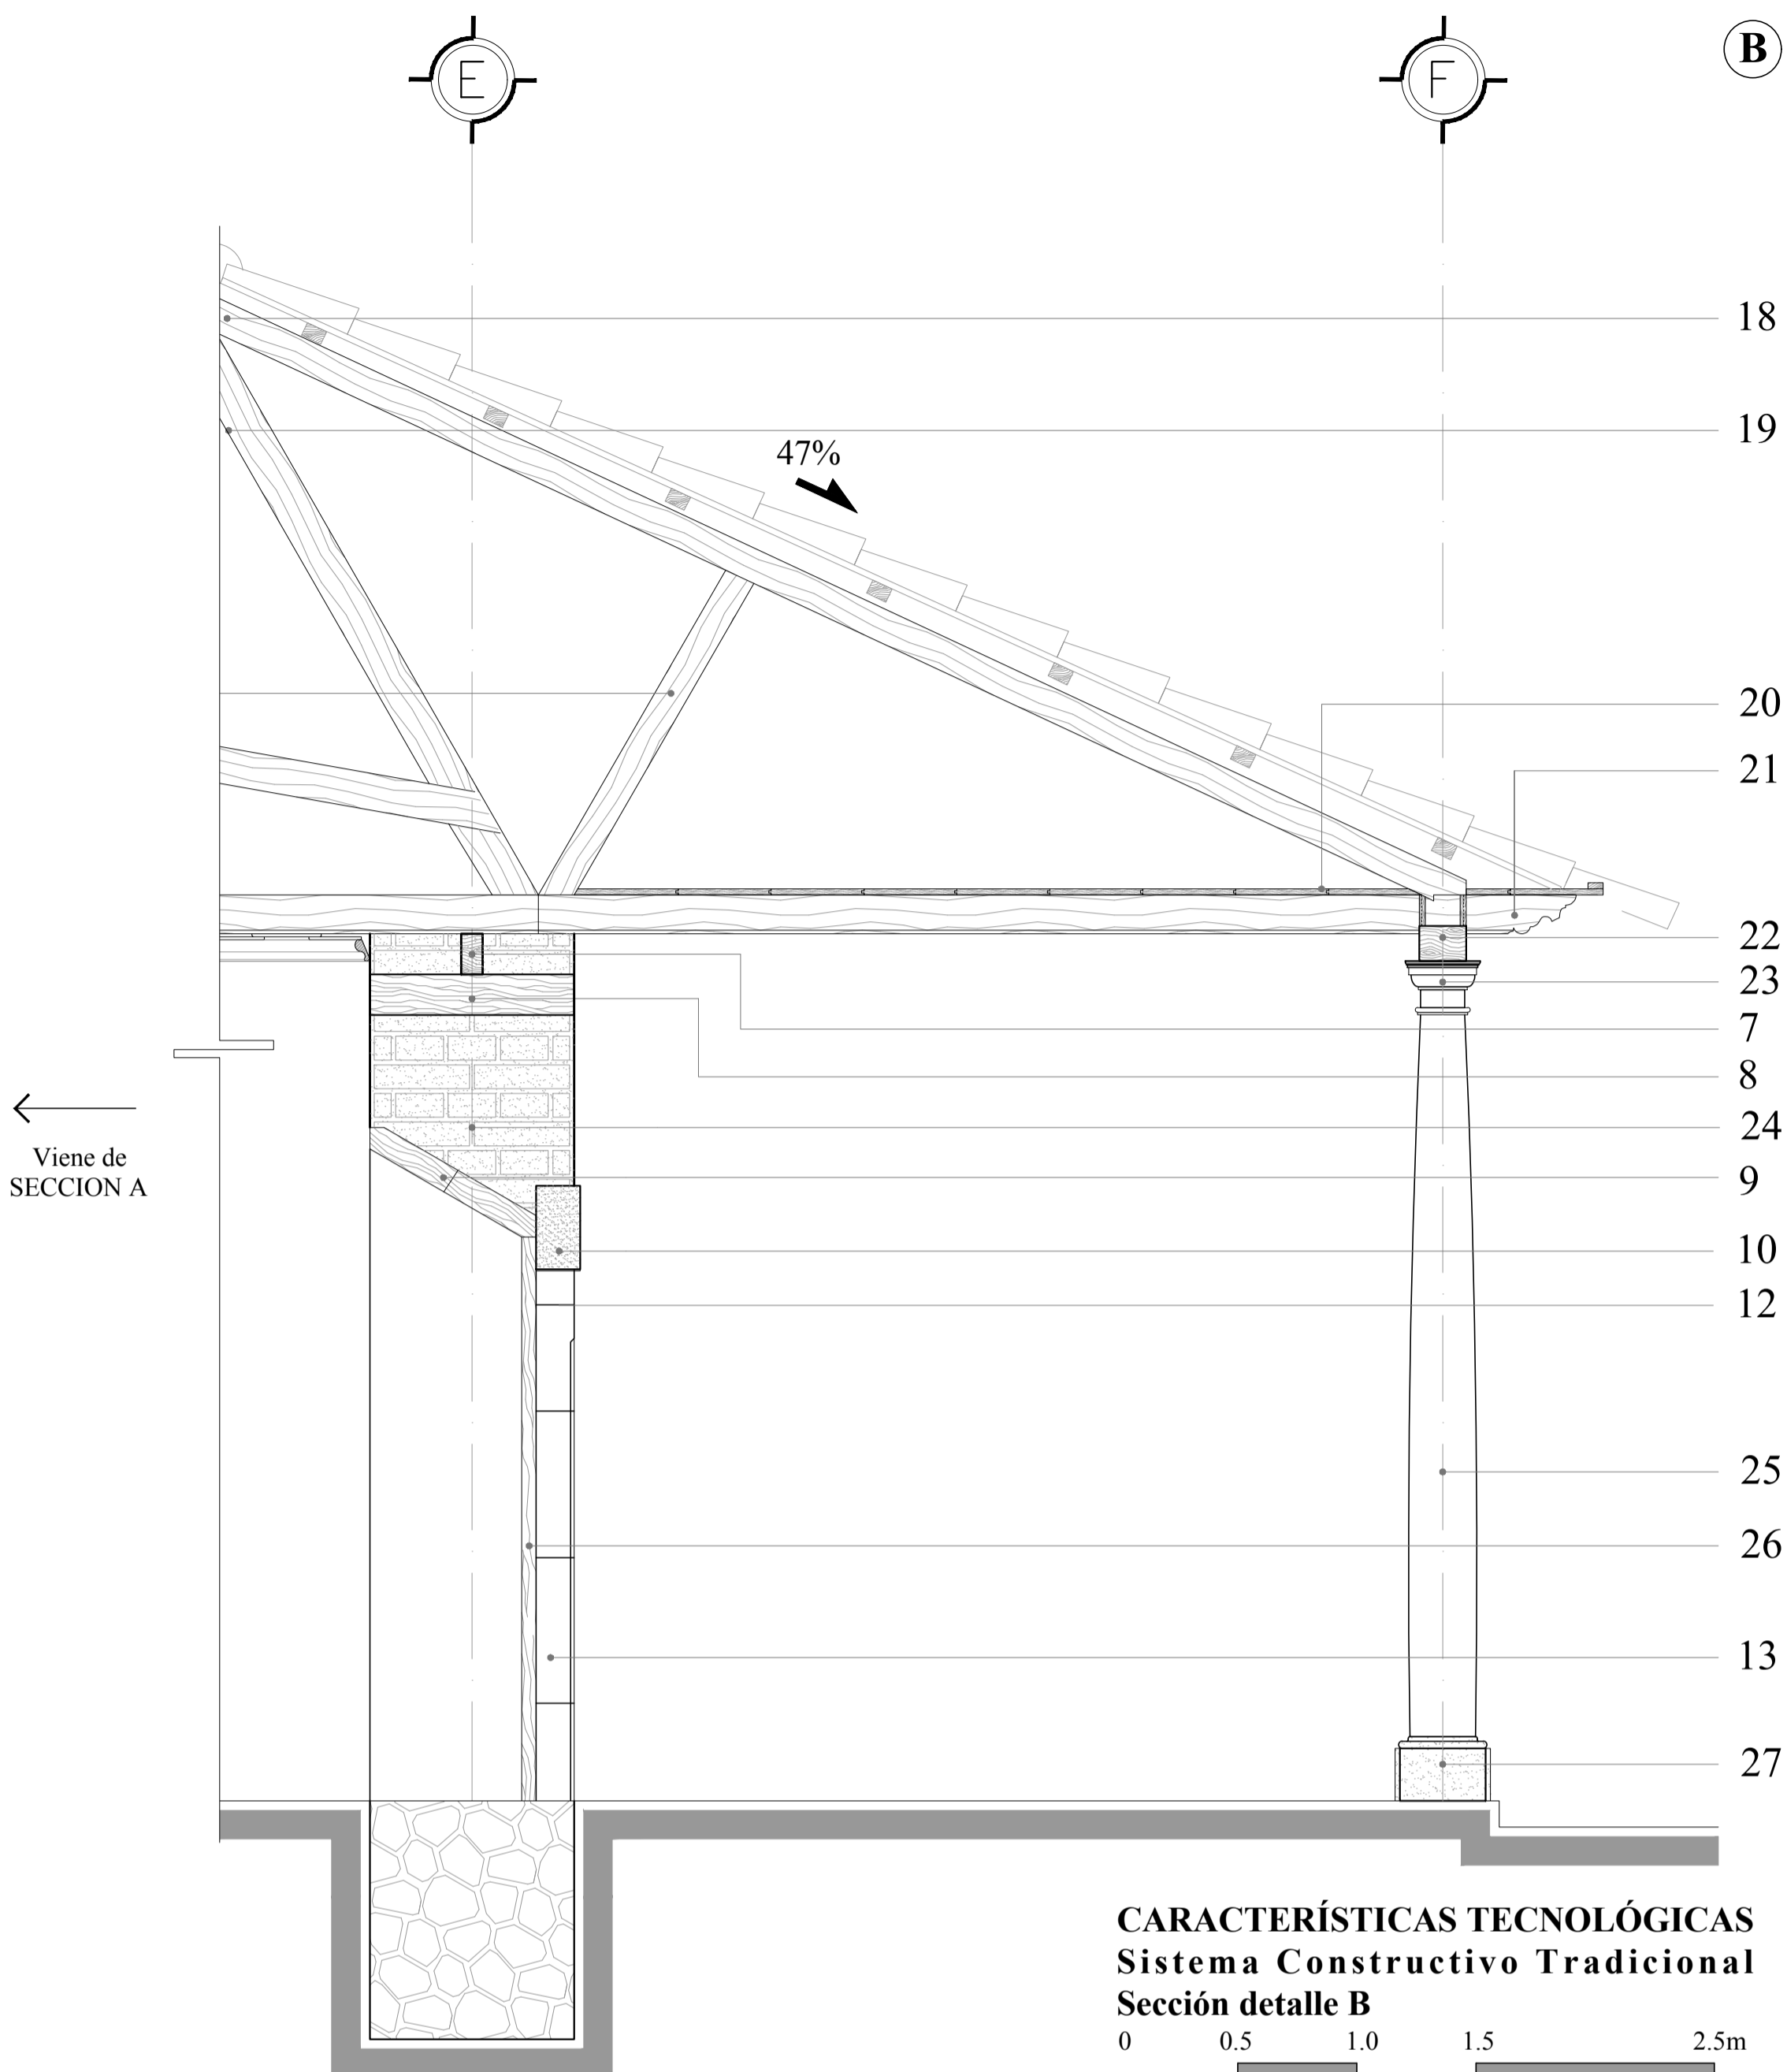 E
F
B
18
19
47%
20
21
22
23
7
8
24
Viene de
SECCION A
9
10
12
25
26
13
27
CARACTERÍSTICAS TECNOLÓGICAS
Sistema Constructivo Tradicional
Sección detalle B
0 0.5 1.0 1.5 2.5m